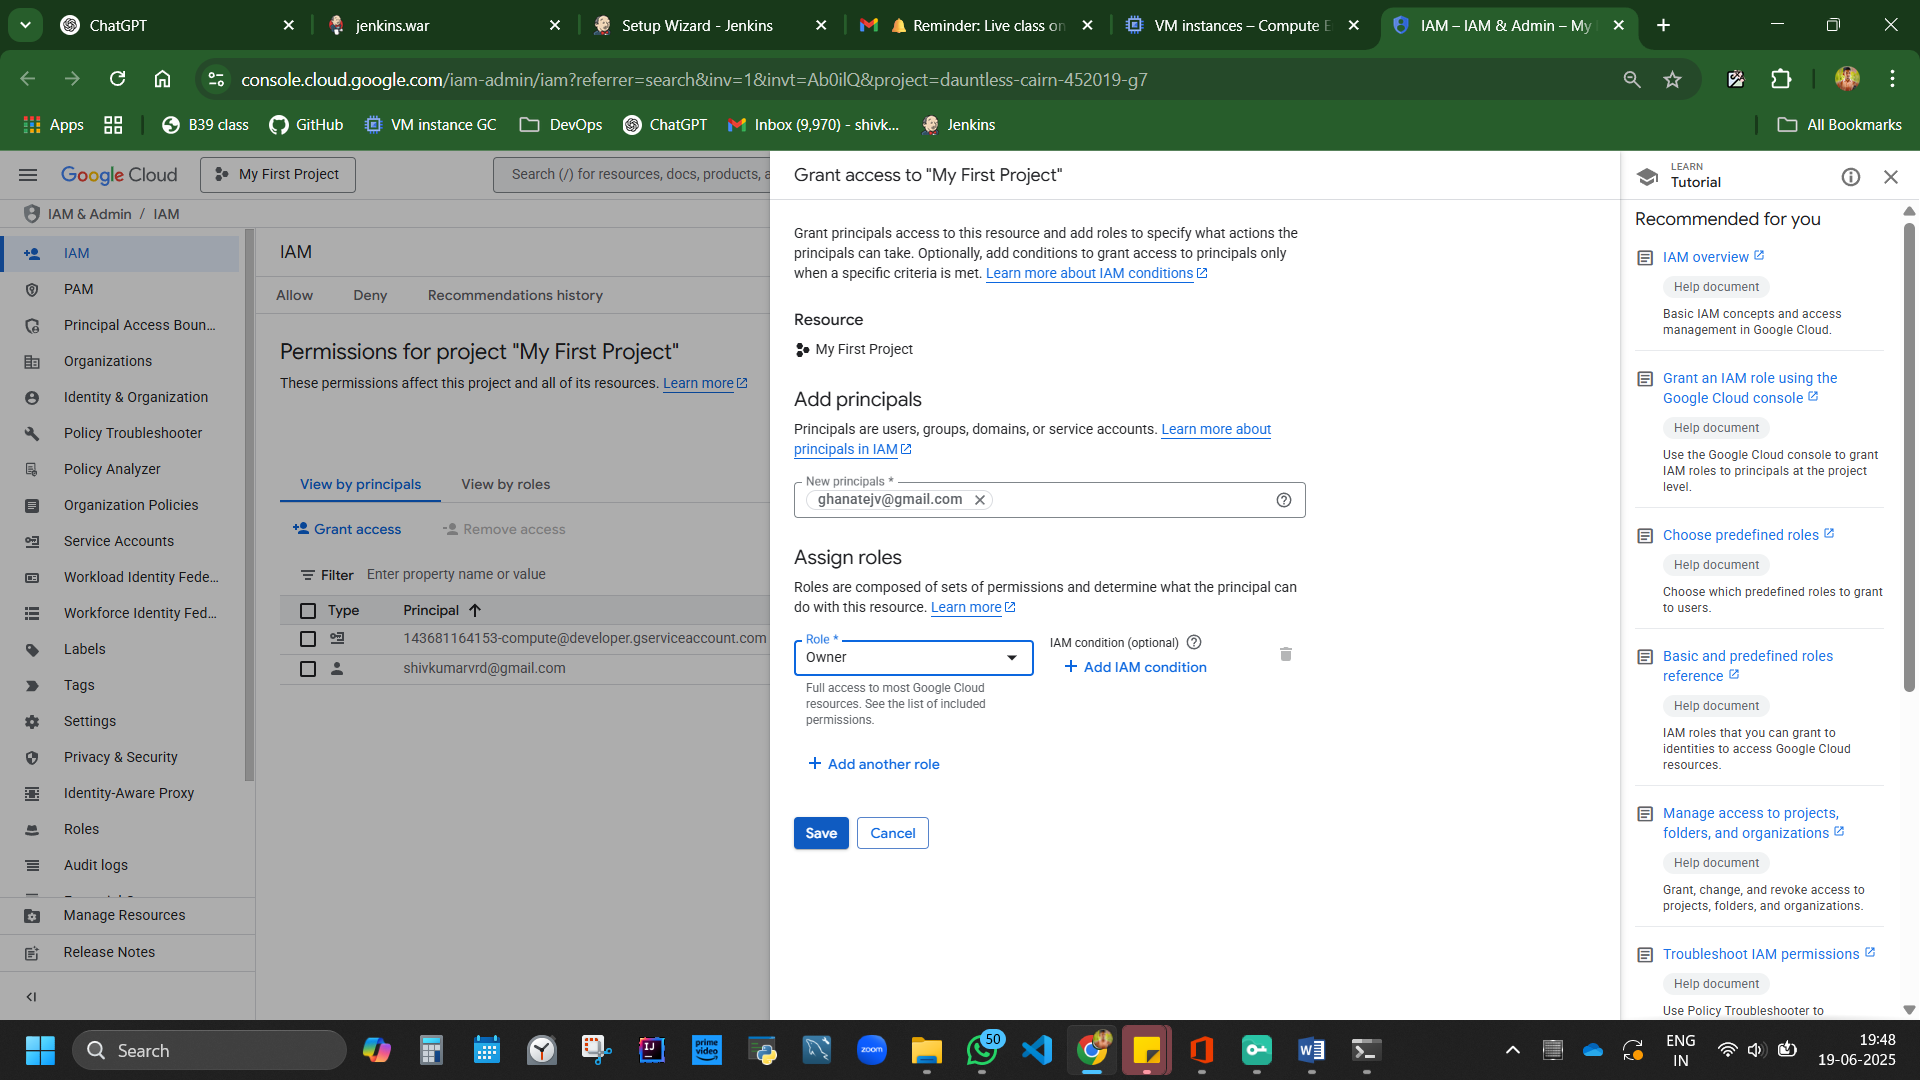 ChatGPT
jenkins.war
Setup Wizard - Jenkins
Reminder: Live class on
VM instances – Compute E
IAM – IAM & Admin – My
console.cloud.google.com/iam-admin/iam?referrer=search&inv=1&invt=Ab0ilQ&project=dauntless-cairn-452019-g7
Apps
B39 class
GitHub
VM instance GC
DevOps
ChatGPT
Inbox (9,970) - shivk...
Jenkins
All Bookmarks
Google Cloud
My First Project
Search (/) for resources, docs, products, a
IAM & Admin / IAM
IAM
PAM
Principal Access Boun...
Organizations
Identity & Organization
Policy Troubleshooter
Policy Analyzer
Organization Policies
Service Accounts
Workload Identity Fede...
Workforce Identity Fed...
Labels
Tags
Settings
Privacy & Security
Identity-Aware Proxy
Roles
Audit logs
Manage Resources
Release Notes
IAM
Allow
Deny
Recommendations history
Permissions for project "My First Project"
These permissions affect this project and all of its resources. Learn more
View by principals
View by roles
Grant access
Remove access
Filter Enter property name or value
Type
Principal
143681164153-compute@developer.gserviceaccount.com
shivkumarvrd@gmail.com
Grant access to "My First Project"
Grant principals access to this resource and add roles to specify what actions the
principals can take. Optionally, add conditions to grant access to principals only
when a specific criteria is met. Learn more about IAM conditions
Resource
My First Project
Add principals
Principals are users, groups, domains, or service accounts. Learn more about
principals in IAM
New principals *
ghanatejv@gmail.com
Assign roles
Roles are composed of sets of permissions and determine what the principal can
do with this resource. Learn more
Role *
Owner
Full access to most Google Cloud
resources. See the list of included
permissions.
IAM condition (optional)
+ Add IAM condition
+ Add another role
Save
Cancel
LEARN
Tutorial
Recommended for you
IAM overview
Help document
Basic IAM concepts and access
management in Google Cloud.
Grant an IAM role using the
Google Cloud console
Help document
Use the Google Cloud console to grant
IAM roles to principals at the project
level.
Choose predefined roles
Help document
Choose which predefined roles to grant
to users.
Basic and predefined roles
reference
Help document
IAM roles that you can grant to
identities to access Google Cloud
resources.
Manage access to projects,
folders, and organizations
Help document
Grant, change, and revoke access to
projects, folders, and organizations.
Troubleshoot IAM permissions
Help document
Use Policy Troubleshooter to
Search
prime video
zoom
50
ENG
IN
19:48
19-06-2025